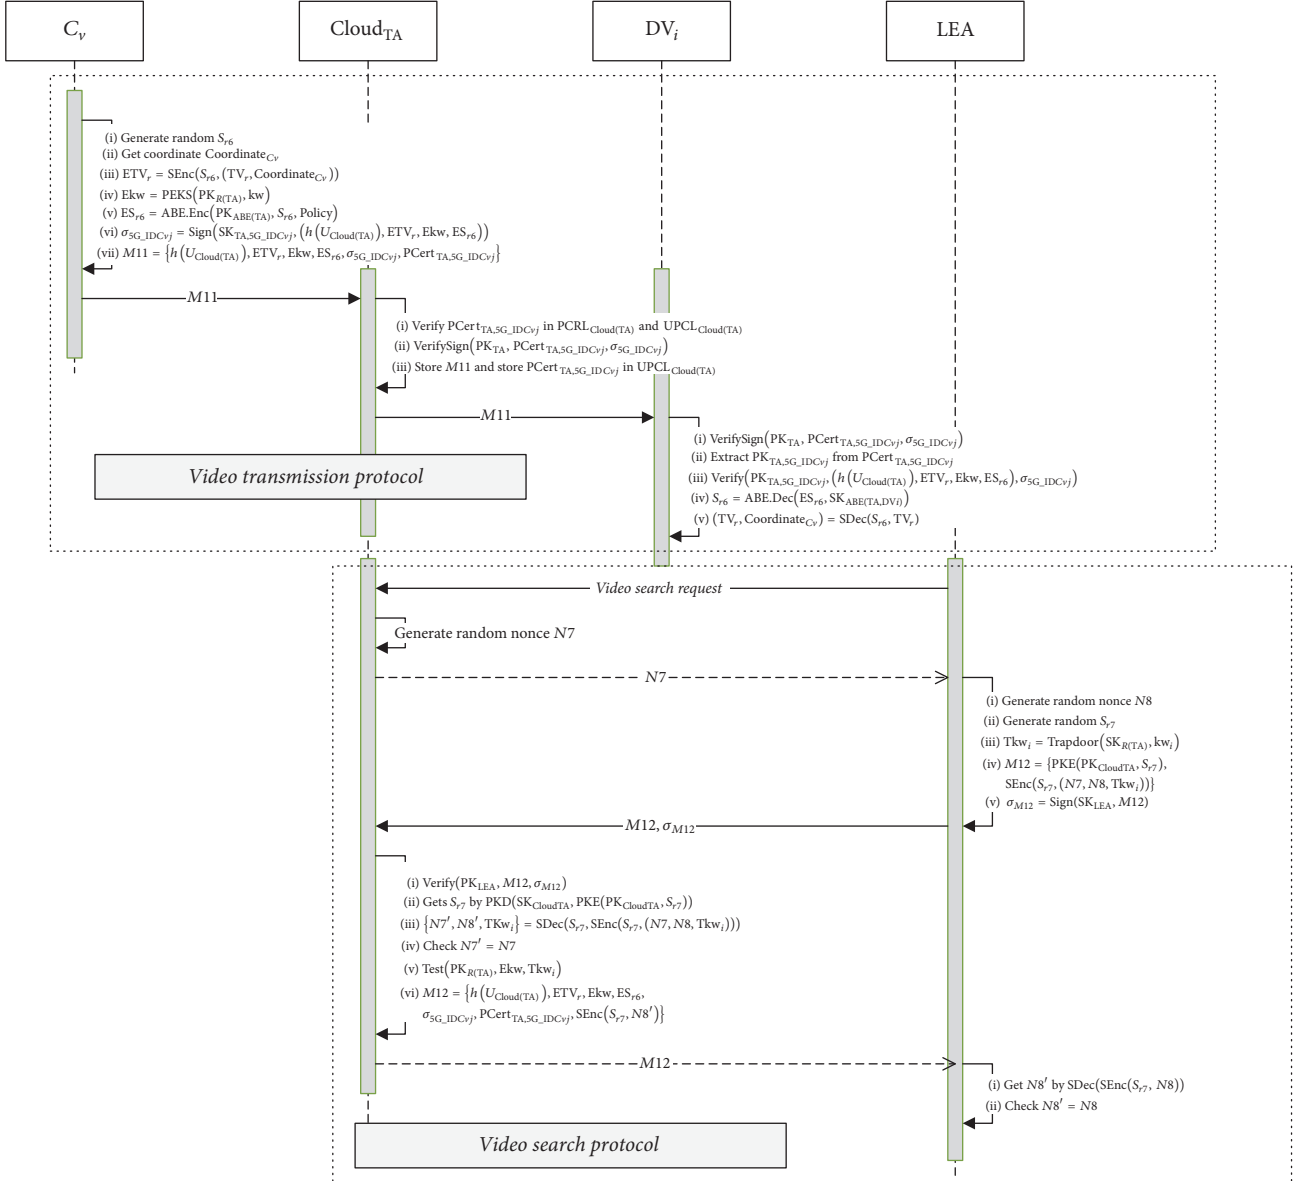 C_v
Cloud_TA
DV_i
LEA
(i) Generate random S_r6
(ii) Get coordinate Coordinate_Cv
(iii) ETV_r = SEnc(S_r6, (TV_r, Coordinate_Cv))
(iv) Ekw = PEKS(PK_R(TA), kw)
(v) ES_r6 = ABE.Enc(PK_ABE(TA), S_r6, Policy)
(vi) σ_5G_IDCvj = Sign(SK_TA,5G_IDCvj, (h(U_Cloud(TA)), ETV_r, Ekw, ES_r6))
(vii) M11 = {h(U_Cloud(TA)), ETV_r, Ekw, ES_r6, σ_5G_IDCvj, PCert_TA,5G_IDCvj}
M11
(i) Verify PCert_TA,5G_IDCvj in PCRL_Cloud(TA) and UPCL_Cloud(TA)
(ii) VerifySign(PK_TA, PCert_TA,5G_IDCvj, σ_5G_IDCvj)
(iii) Store M11 and store PCert_TA,5G_IDCvj in UPCL_Cloud(TA)
M11
(i) VerifySign(PK_TA, PCert_TA,5G_IDCvj, σ_5G_IDCvj)
(ii) Extract PK_TA,5G_IDCvj from PCert_TA,5G_IDCvj
(iii) Verify(PK_TA,5G_IDCvj, (h(U_Cloud(TA)), ETV_r, Ekw, ES_r6), σ_5G_IDCvj)
(iv) S_r6 = ABE.Dec(ES_r6, SK_ABE(TA,DVi))
(v) (TV_r, Coordinate_Cv) = SDec(S_r6, TV_r)
Video transmission protocol
Video search request
Generate random nonce N7
N7
(i) Generate random nonce N8
(ii) Generate random S_r7
(iii) Tkw_i = Trapdoor(SK_R(TA), kw_i)
(iv) M12 = {PKE(PK_CloudTA, S_r7),
SEnc(S_r7, (N7, N8, Tkw_i))}
(v) σ_M12 = Sign(SK_LEA, M12)
M12, σ_M12
(i) Verify(PK_LEA, M12, σ_M12)
(ii) Gets S_r7 by PKD(SK_CloudTA, PKE(PK_CloudTA, S_r7))
(iii) {N7′, N8′, TKw_i} = SDec(S_r7, SEnc(S_r7, (N7, N8, Tkw_i)))
(iv) Check N7′ = N7
(v) Test(PK_R(TA), Ekw, Tkw_i)
(vi) M12 = {h(U_Cloud(TA)), ETV_r, Ekw, ES_r6,
σ_5G_IDCvj, PCert_TA,5G_IDCvj, SEnc(S_r7, N8′)}
M12
(i) Get N8′ by SDec(SEnc(S_r7, N8))
(ii) Check N8′ = N8
Video search protocol